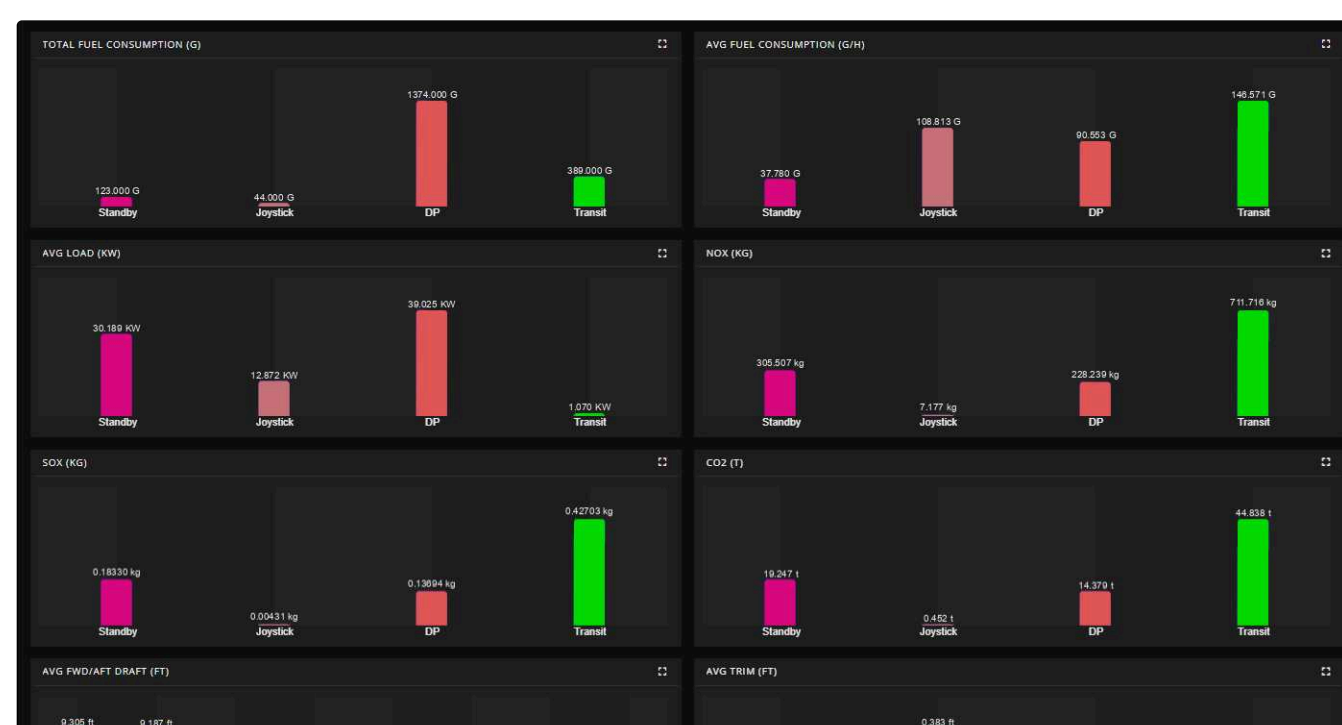 TOTAL FUEL CONSUMPTION (G)
123.000 G
44.000 G
1374.000 G
389.000 G
Standby
Joystick
DP
Transit
AVG FUEL CONSUMPTION (G/H)
37.780 G
108.813 G
90.553 G
146.571 G
Standby
Joystick
DP
Transit
AVG LOAD (KW)
30.189 KW
12.872 KW
39.025 KW
1.070 KW
Standby
Joystick
DP
Transit
NOX (KG)
305.507 kg
7.177 kg
228.239 kg
711.716 kg
Standby
Joystick
DP
Transit
SOX (KG)
0.18330 kg
0.00431 kg
0.13694 kg
0.42703 kg
Standby
Joystick
DP
Transit
CO2 (T)
19.247 t
0.452 t
14.379 t
44.838 t
Standby
Joystick
DP
Transit
AVG FWD/AFT DRAFT (FT)
9.305 ft
9.187 ft
AVG TRIM (FT)
0.383 ft